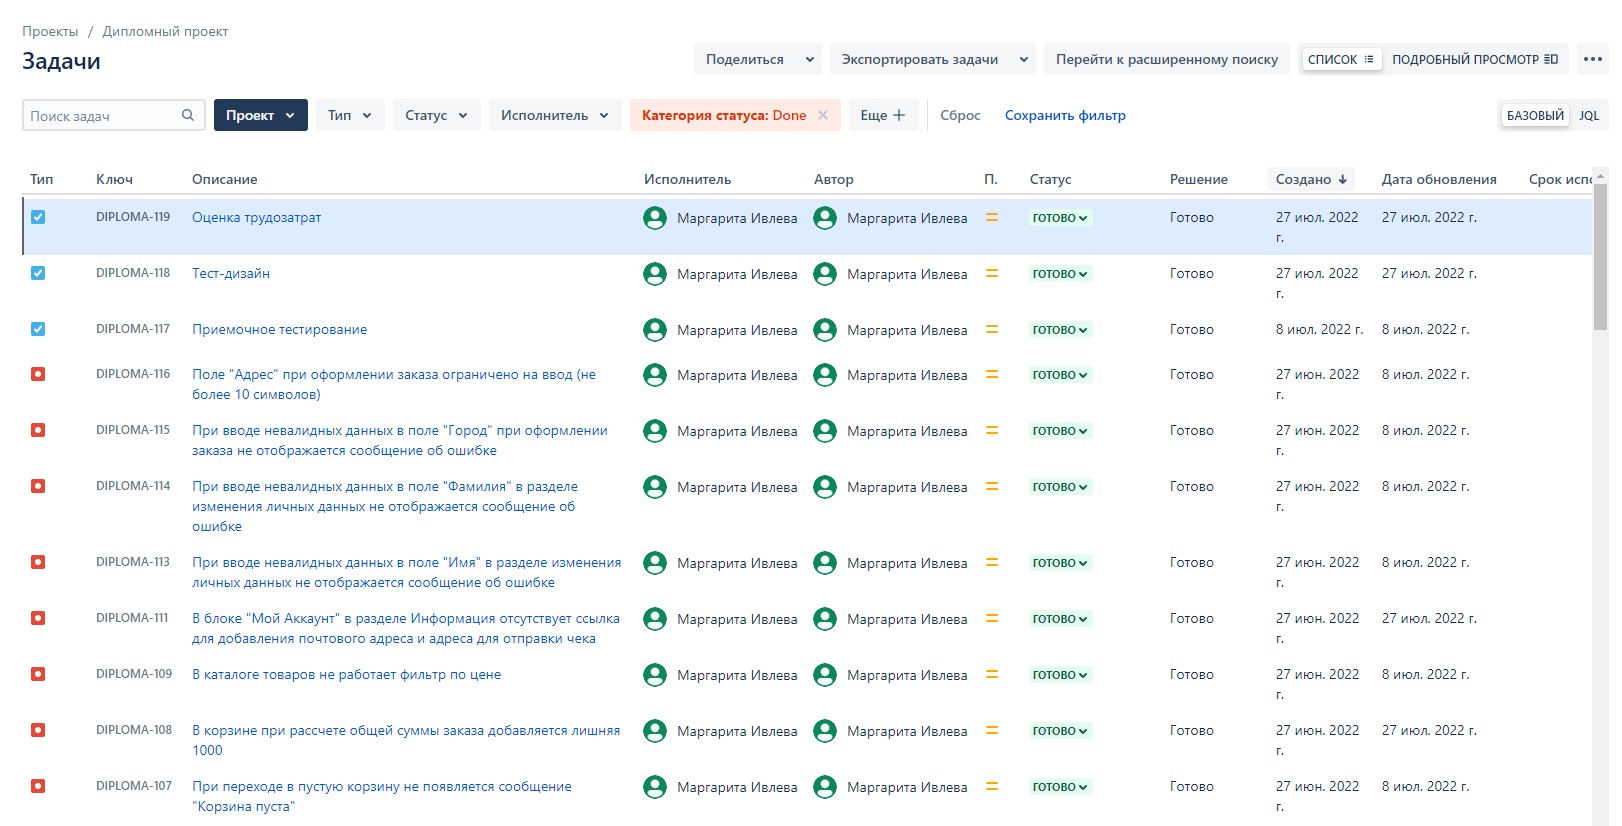 Проекты / Дипломный проект
Задачи
Поделиться Экспортировать задачи Перейти к расширенному поиску СПИСОК ПОДРОБНЫЙ ПРОСМОТР
Поиск задач Проект Тип Статус Исполнитель Категория статуса: Done Еще Сброс Сохранить фильтр БАЗОВЫЙ JQL
Тип Ключ Описание Исполнитель Автор П. Статус Решение Создано Дата обновления Срок испо
DIPLOMA-119 Оценка трудозатрат Маргарита Ивлева Маргарита Ивлева ГОТОВО Готово 27 июл. 2022 27 июл. 2022 г.
г.
DIPLOMA-118 Тест-дизайн Маргарита Ивлева Маргарита Ивлева ГОТОВО Готово 27 июл. 2022 27 июл. 2022 г.
г.
DIPLOMA-117 Приемочное тестирование Маргарита Ивлева Маргарита Ивлева ГОТОВО Готово 8 июл. 2022 г. 8 июл. 2022 г.
DIPLOMA-116 Поле "Адрес" при оформлении заказа ограничено на ввод (не Маргарита Ивлева Маргарита Ивлева ГОТОВО Готово 27 июн. 2022 8 июл. 2022 г.
более 10 символов) г.
DIPLOMA-115 При вводе невалидных данных в поле "Город" при оформлении Маргарита Ивлева Маргарита Ивлева ГОТОВО Готово 27 июн. 2022 8 июл. 2022 г.
заказа не отображается сообщение об ошибке г.
DIPLOMA-114 При вводе невалидных данных в поле "Фамилия" в разделе Маргарита Ивлева Маргарита Ивлева ГОТОВО Готово 27 июн. 2022 8 июл. 2022 г.
изменения личных данных не отображается сообщение об г.
ошибке
DIPLOMA-113 При вводе невалидных данных в поле "Имя" в разделе изменения Маргарита Ивлева Маргарита Ивлева ГОТОВО Готово 27 июн. 2022 8 июл. 2022 г.
личных данных не отображается сообщение об ошибке г.
DIPLOMA-111 В блоке "Мой Аккаунт" в разделе Информация отсутствует ссылка Маргарита Ивлева Маргарита Ивлева ГОТОВО Готово 27 июн. 2022 27 июл. 2022 г.
для добавления почтового адреса и адреса для отправки чека г.
DIPLOMA-109 В каталоге товаров не работает фильтр по цене Маргарита Ивлева Маргарита Ивлева ГОТОВО Готово 27 июн. 2022 8 июл. 2022 г.
г.
DIPLOMA-108 В корзине при рассчете общей суммы заказа добавляется лишняя Маргарита Ивлева Маргарита Ивлева ГОТОВО Готово 27 июн. 2022 27 июл. 2022 г.
1000 г.
DIPLOMA-107 При переходе в пустую корзину не появляется сообщение Маргарита Ивлева Маргарита Ивлева ГОТОВО Готово 27 июн. 2022 8 июл. 2022 г.
"Корзина пуста" г.